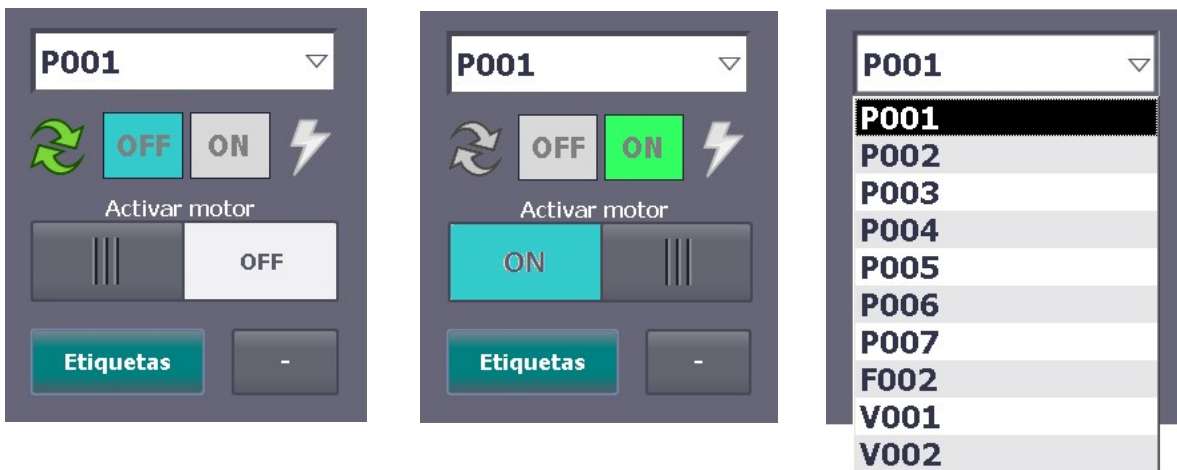 P001
OFF ON
Activar motor
OFF
Etiquetas -
P001
OFF ON
Activar motor
ON
Etiquetas -
P001
P001
P002
P003
P004
P005
P006
P007
F002
V001
V002